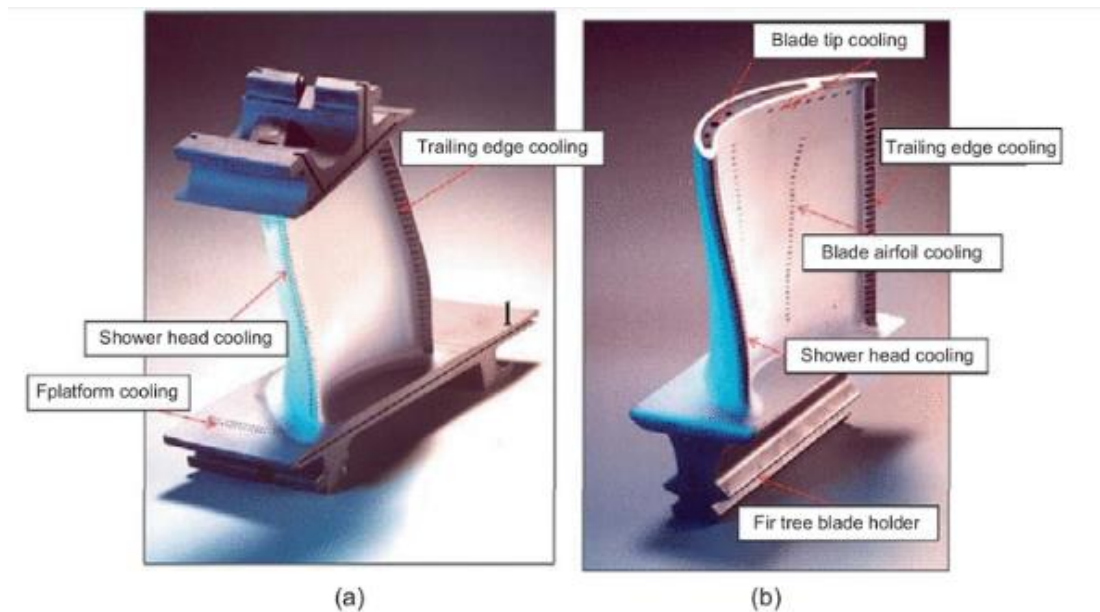 Blade tip cooling
Trailing edge cooling
Trailing edge cooling
Blade airfoil cooling
Shower head cooling
Shower head cooling
Fplatform cooling
Fir tree blade holder
(a)
(b)